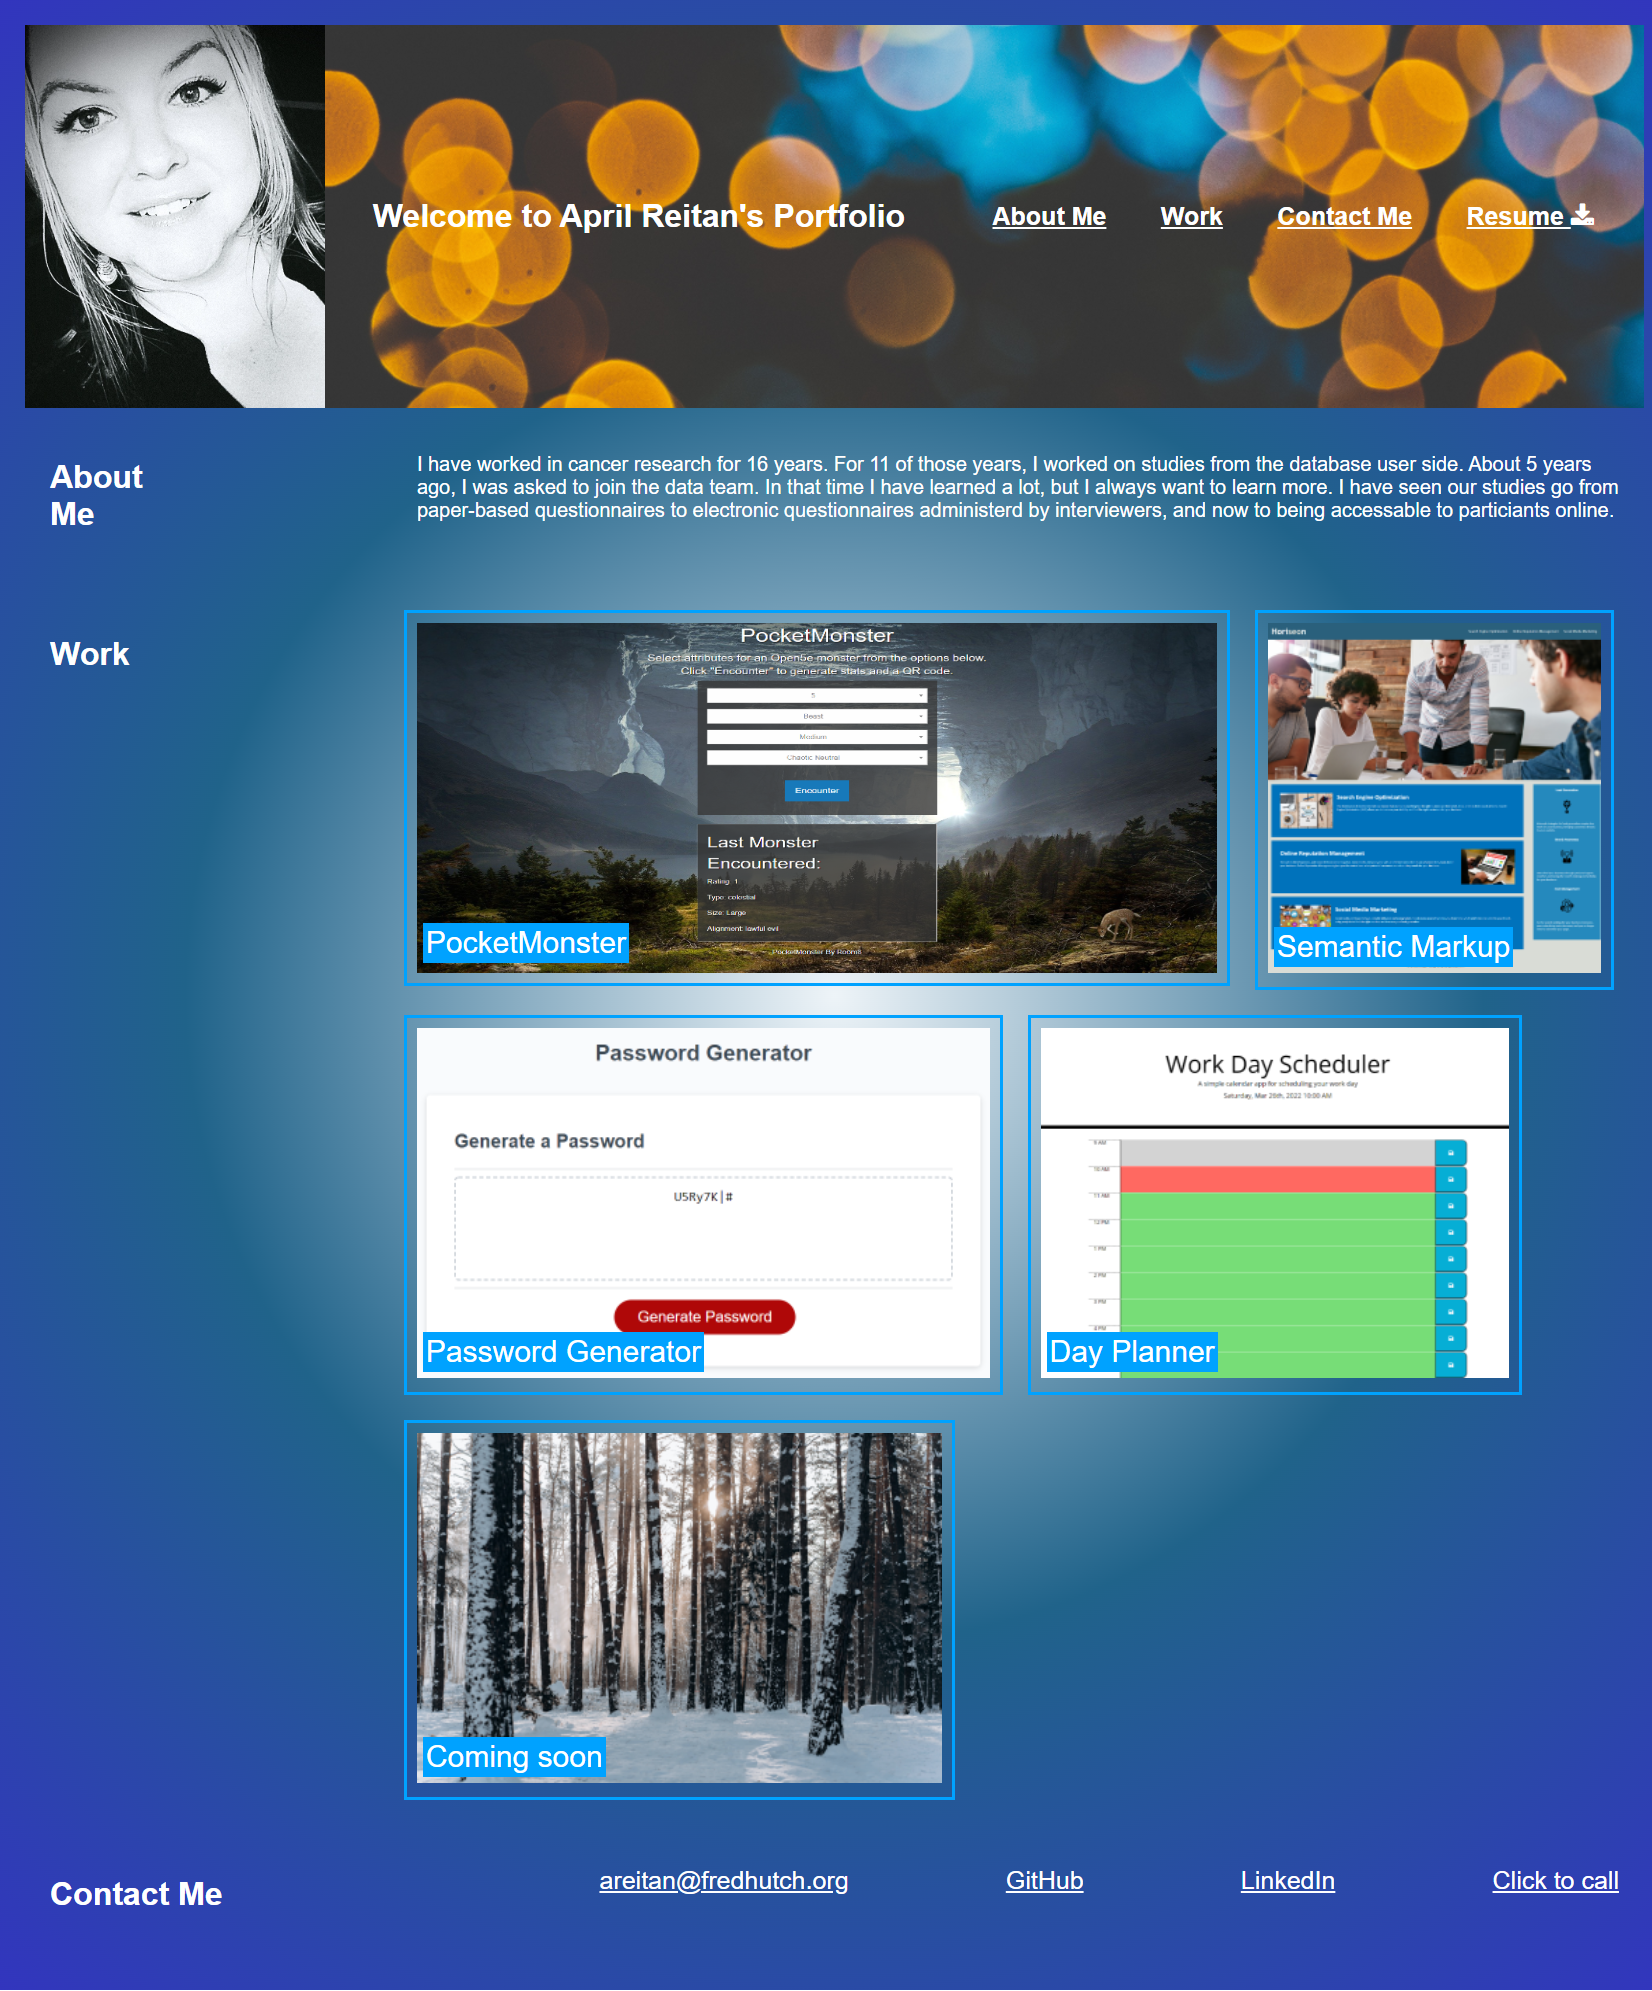 Welcome to April Reitan's Portfolio
About Me
Work
Contact Me
Resume
About
Me
I have worked in cancer research for 16 years. For 11 of those years, I worked on studies from the database user side. About 5 years
ago, I was asked to join the data team. In that time I have learned a lot, but I always want to learn more. I have seen our studies go from
paper-based questionnaires to electronic questionnaires administerd by interviewers, and now to being accessable to particiants online.
Work
PocketMonster
Select attributes for an Open5e monster from the options below.
Click "Encounter" to generate stats and a QR code.
5
Beast
Medium
Chaotic Neutral
Encounter
Last Monster
Encountered:
Rating: 1
Type: celestial
Size: Large
Alignment: lawful evil
PocketMonster By Room8
PocketMonster
Horiseon
Search Engine Optimization
Online Reputation Management
Social Media Marketing
Search Engine Optimization
Online Reputation Management
Social Media Marketing
Semantic Markup
Password Generator
Generate a Password
U5Ry7K|#
Generate Password
Password Generator
Work Day Scheduler
A simple calendar app for scheduling your work day
Saturday, Mar 26th, 2022 10:00 AM
9 AM
10 AM
11 AM
12 PM
1 PM
2 PM
3 PM
4 PM
Day Planner
Coming soon
Contact Me
areitan@fredhutch.org
GitHub
LinkedIn
Click to call